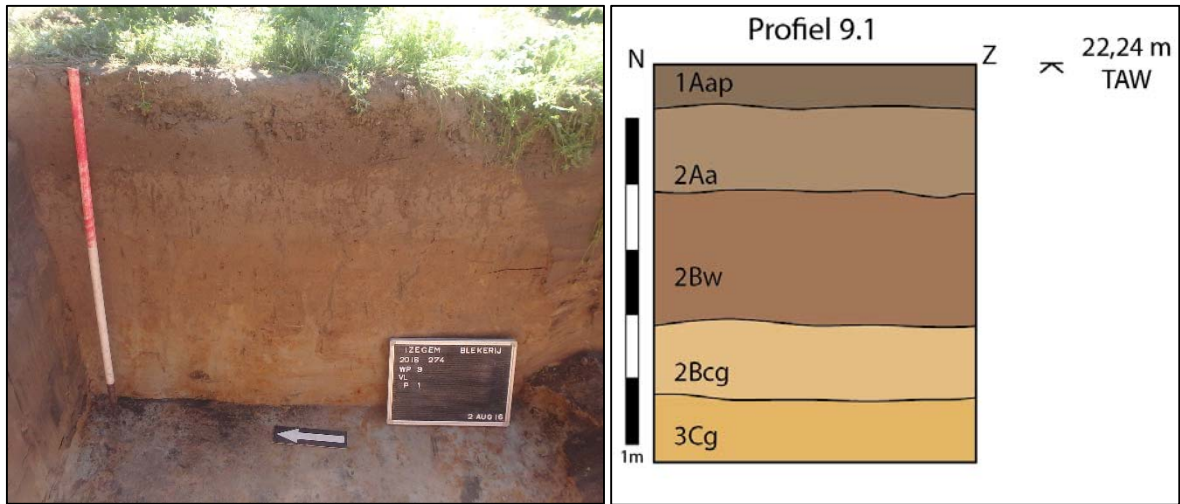 IZEGEM BLEKERIJ
2016 274
WP 9
VL
P 1
2 AUG 16
Profiel 9.1
N
Z
22,24 m
TAW
1Aap
2Aa
2Bw
2Bcg
3Cg
1m